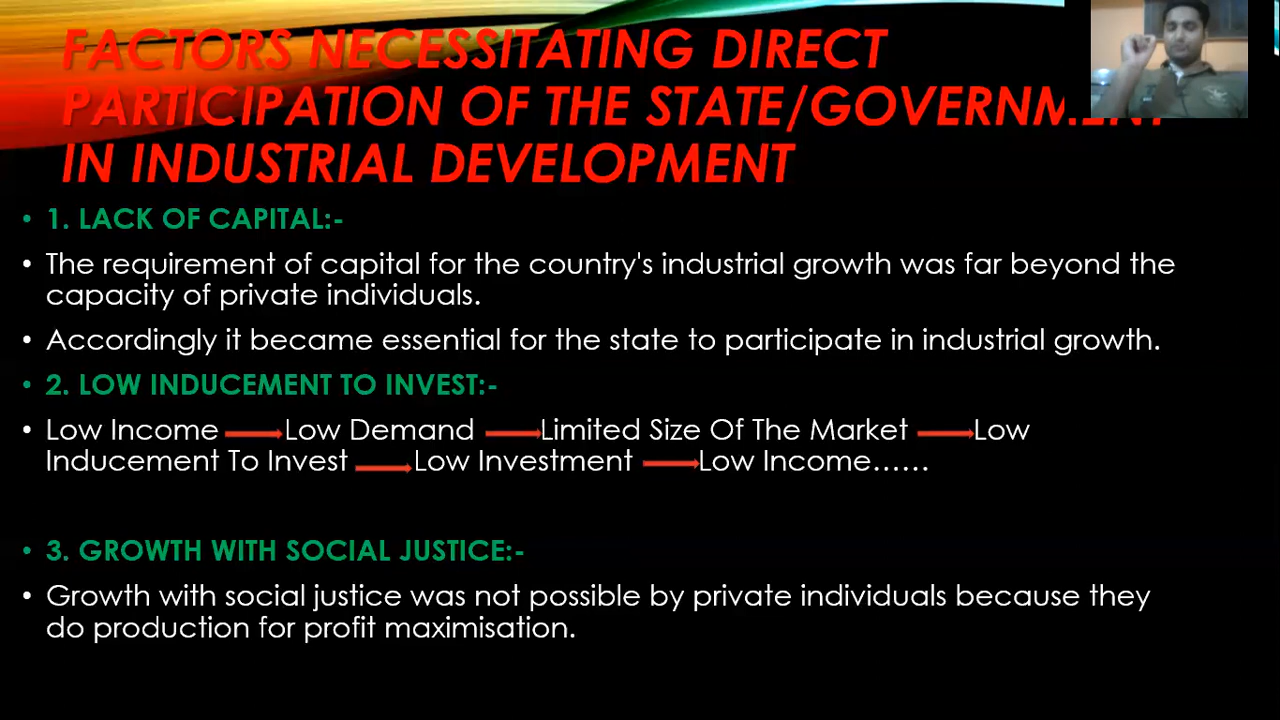 FACTORS NECESSITATING DIRECT
PARTICIPATION OF THE STATE/GOVERNMENT
IN INDUSTRIAL DEVELOPMENT
• 1. LACK OF CAPITAL:-
• The requirement of capital for the country's industrial growth was far beyond the
capacity of private individuals.
• Accordingly it became essential for the state to participate in industrial growth.
• 2. LOW INDUCEMENT TO INVEST:-
• Low Income Low Demand Limited Size Of The Market Low
Inducement To Invest Low Investment Low Income......
• 3. GROWTH WITH SOCIAL JUSTICE:-
• Growth with social justice was not possible by private individuals because they
do production for profit maximisation.